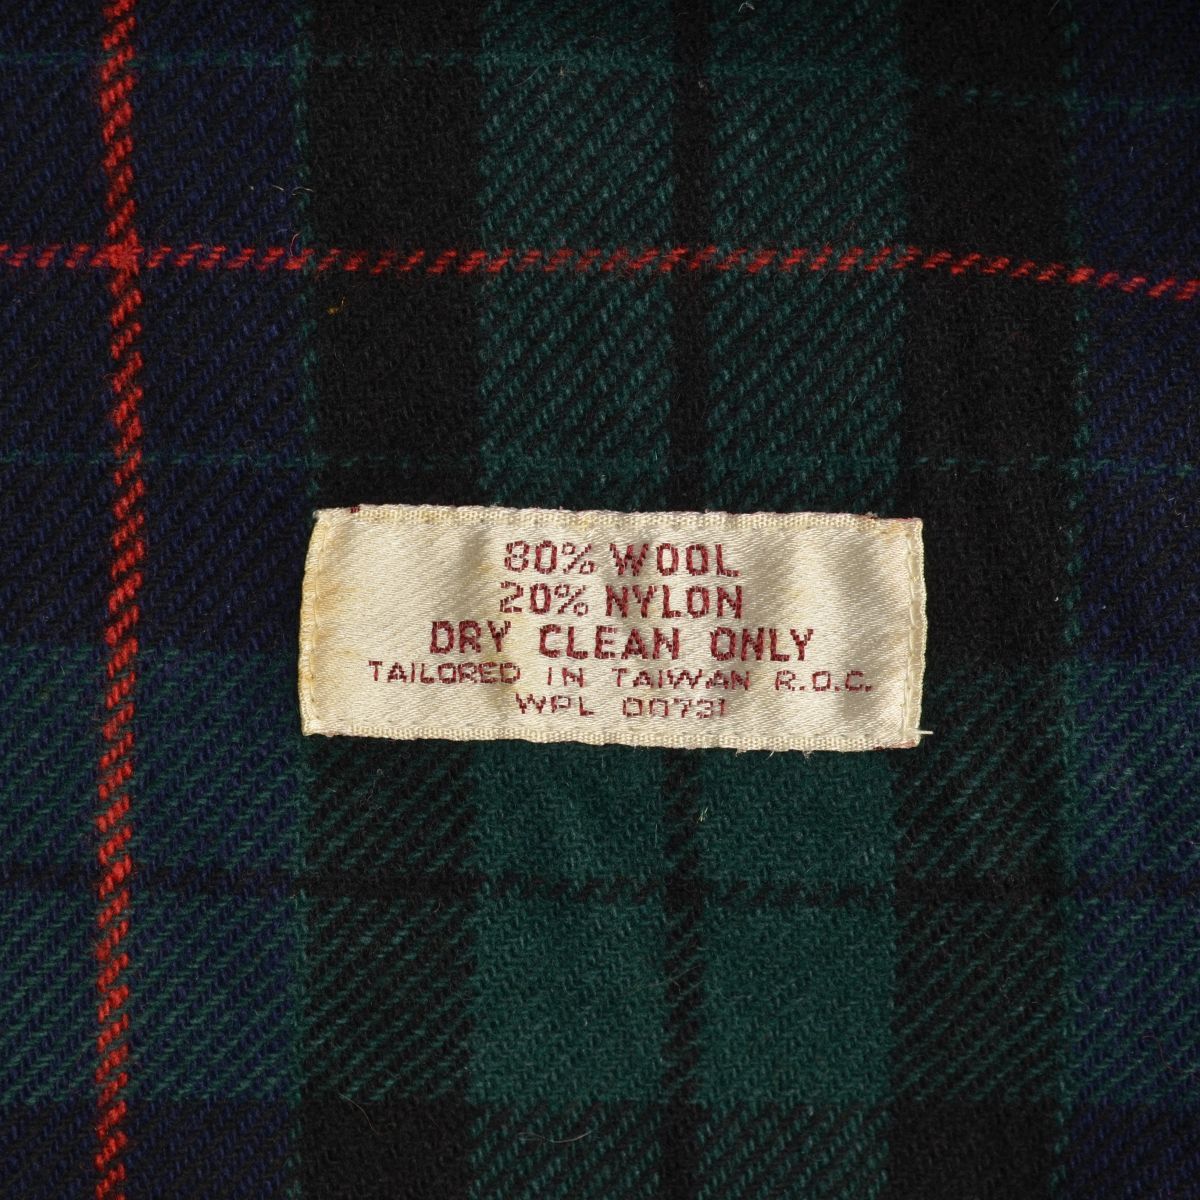 80% WOOL
20% NYLON
DRY CLEAN ONLY
TAILORED IN TAIWAN R.O.C.
WPL 00731